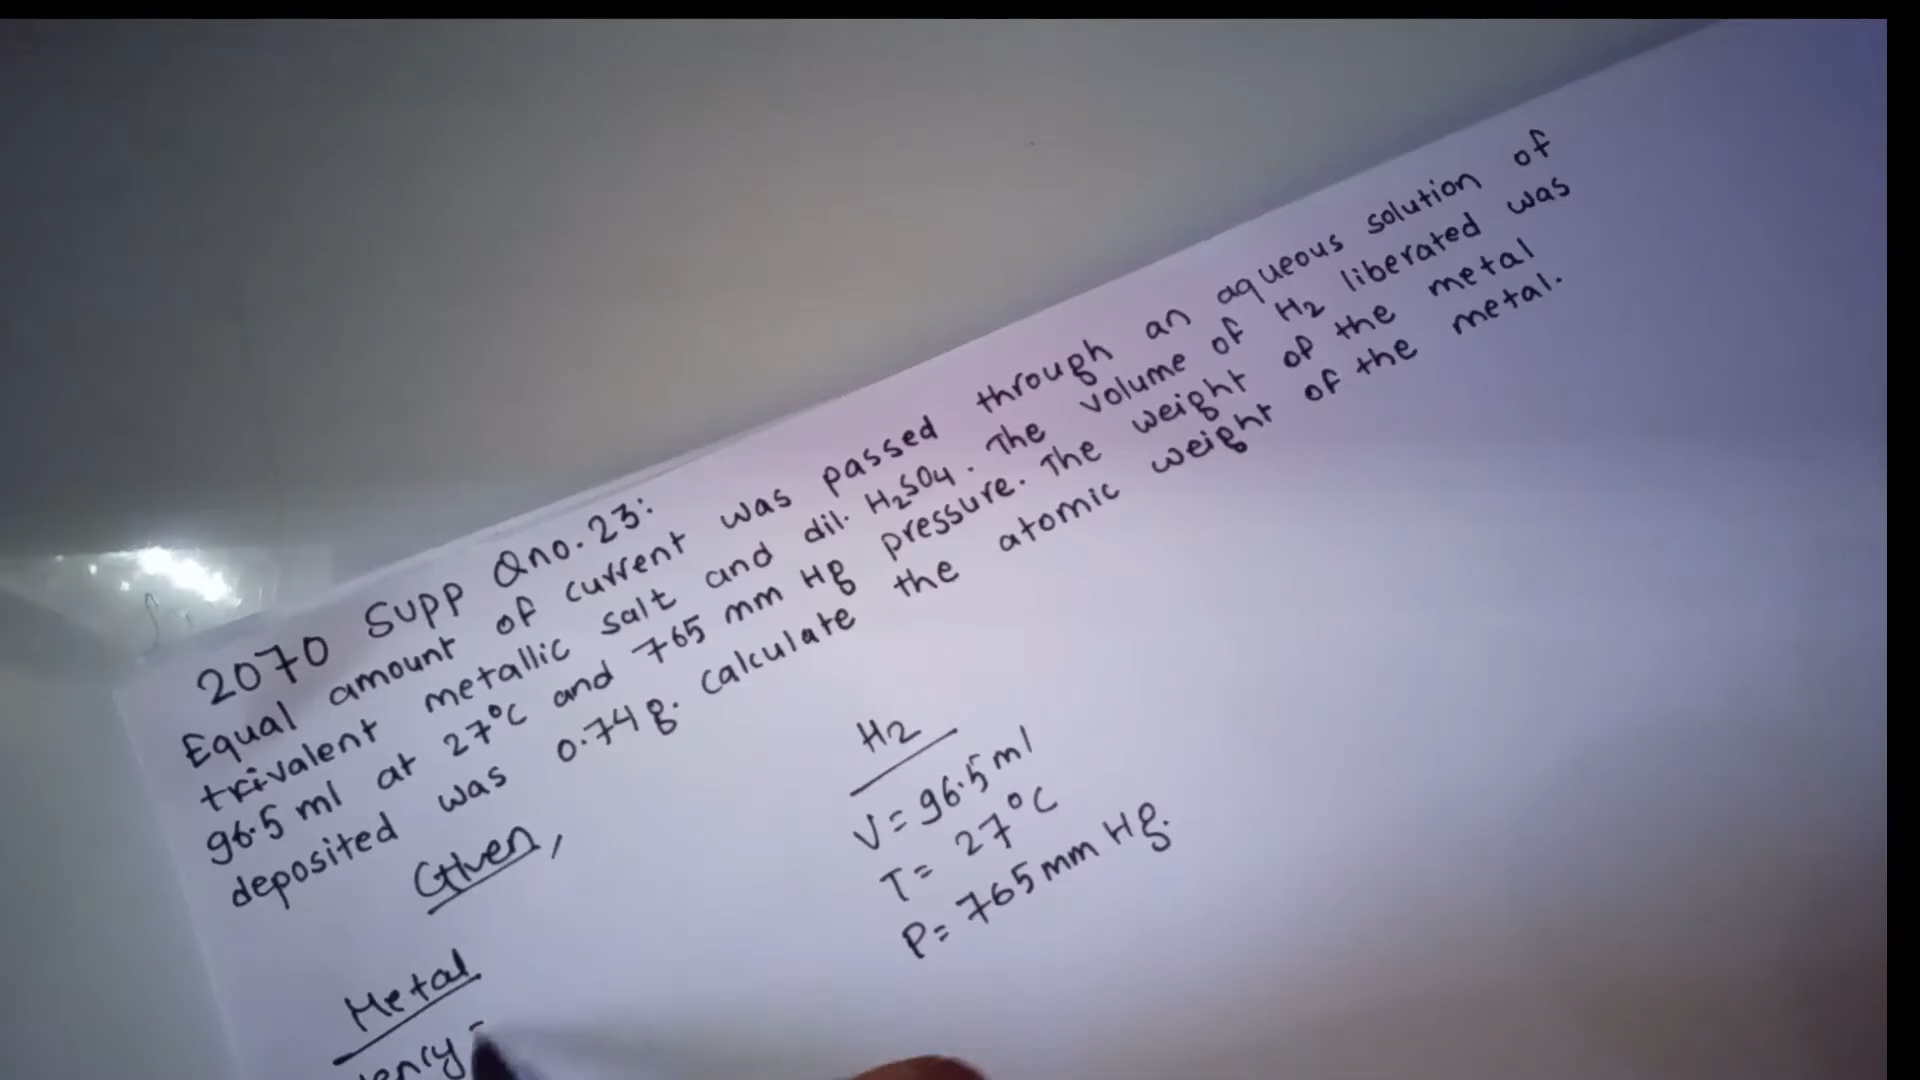 2070 Supp Qno. 23:
Equal amount of current was passed through an aqueous solution of
trivalent metallic salt and dil. H2SO4. The volume of H2 liberated was
96.5 ml at 27°C and 765 mm Hg pressure. The weight of the metal
deposited was 0.74 g. calculate the atomic weight of the metal.
Given,
H2
V = 96.5 ml
T = 27°C
P = 765 mm Hg.
Metal